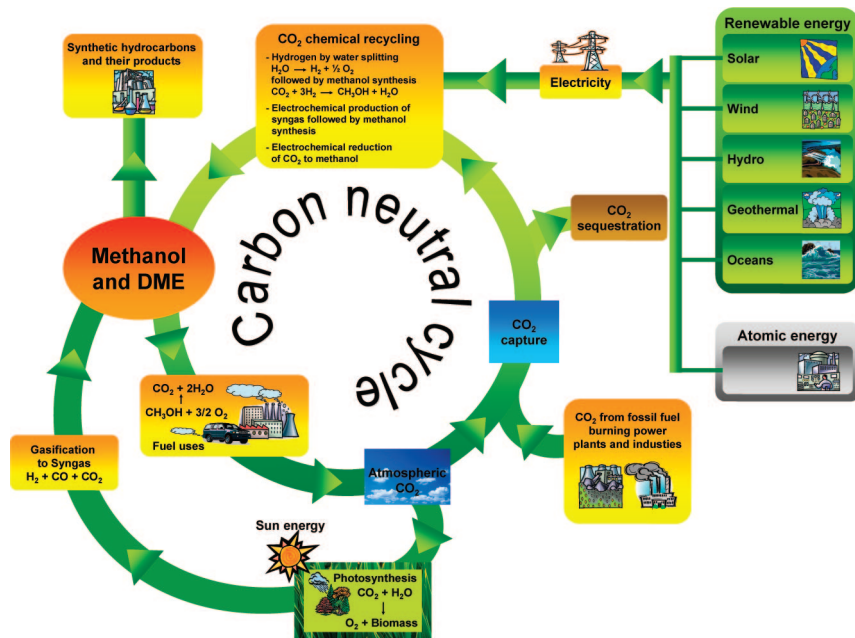 Synthetic hydrocarbons
and their products
CO₂ chemical recycling
- Hydrogen by water splitting
H₂O → H₂ + ½ O₂
followed by methanol synthesis
CO₂ + 3H₂ → CH₃OH + H₂O
- Electrochemical production of
syngas followed by methanol
synthesis
- Electrochemical reduction
of CO₂ to methanol
Electricity
Renewable energy
Solar
Wind
Hydro
Geothermal
Oceans
Atomic energy
CO₂
sequestration
Methanol
and DME
Carbon neutral cycle
CO₂
capture
CO₂ + 2H₂O
↑
CH₃OH + 3/2 O₂
Fuel uses
Gasification
to Syngas
H₂ + CO + CO₂
Atmospheric
CO₂
CO₂ from fossil fuel
burning power
plants and industies
Sun energy
Photosynthesis
CO₂ + H₂O
↓
O₂ + Biomass